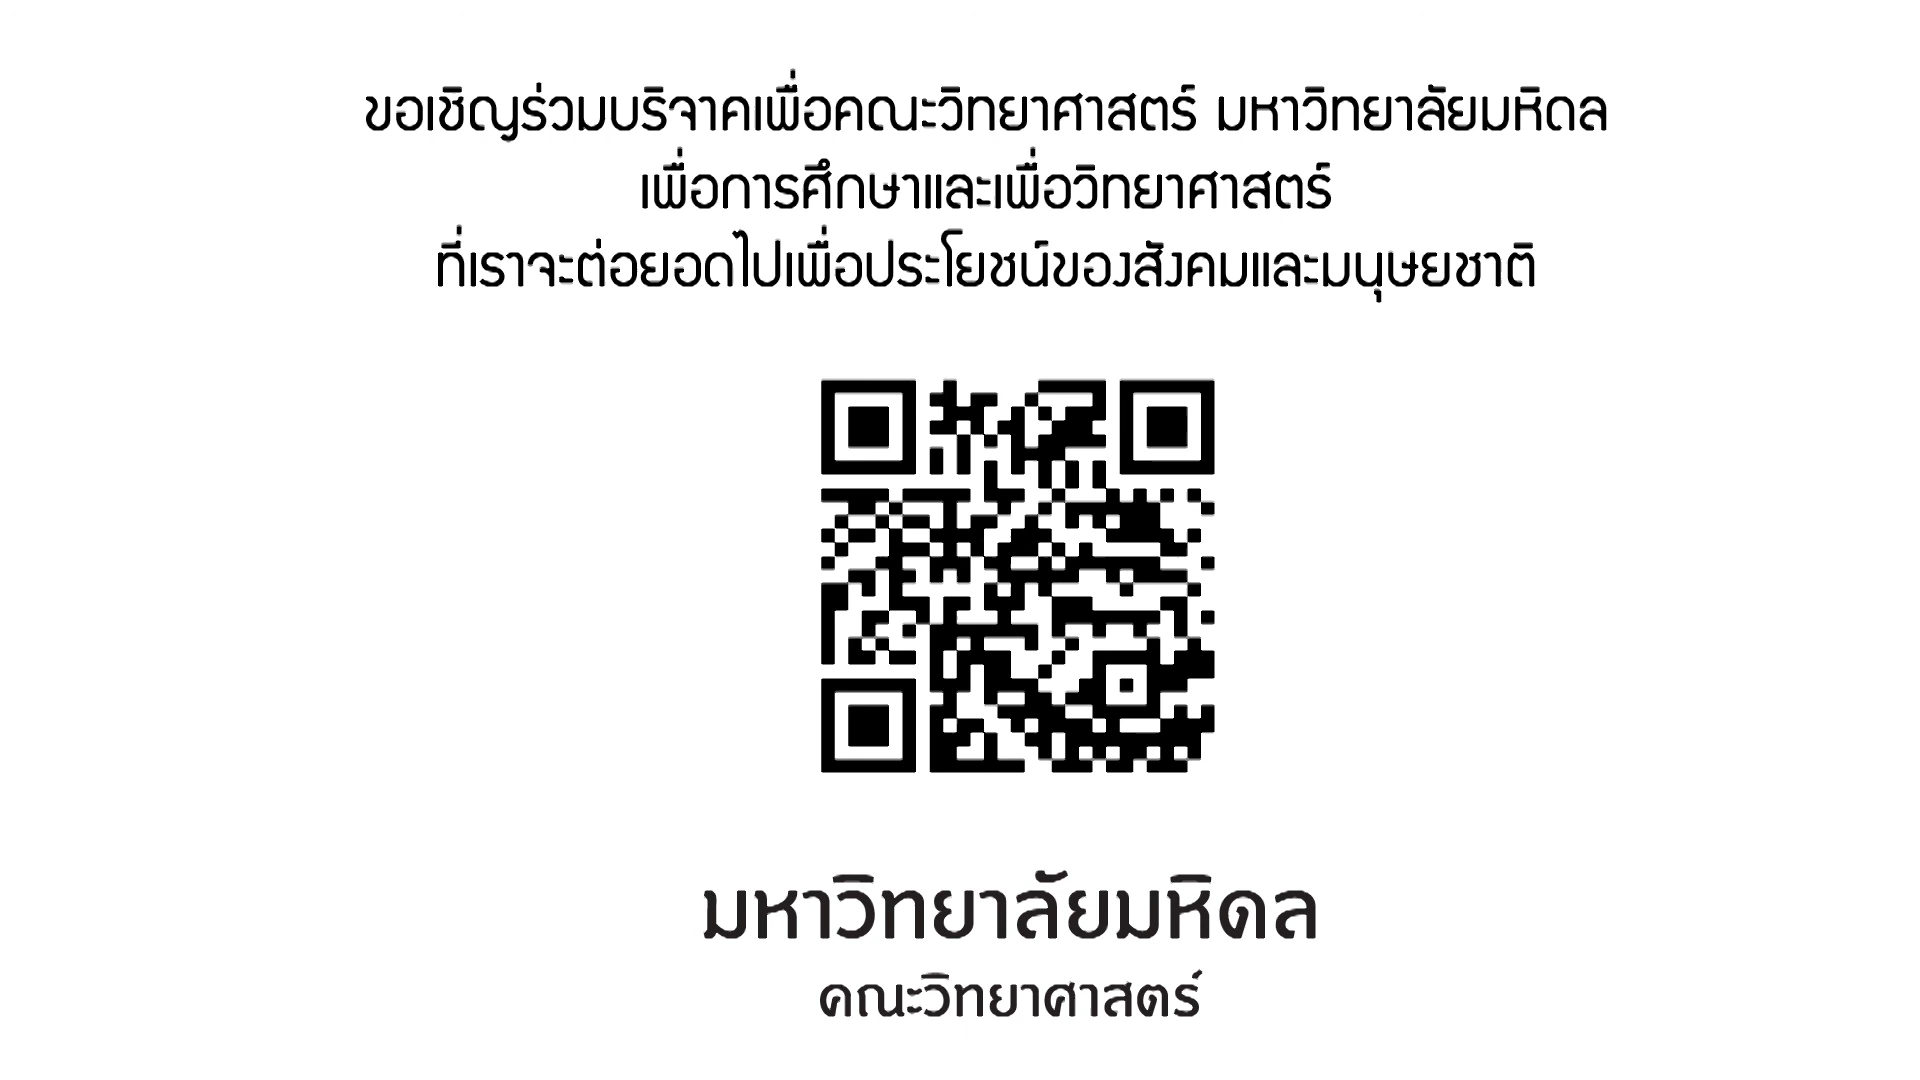 ขอเชิญร่วมบริจาคเพื่อคณะวิทยาศาสตร์ มหาวิทยาลัยมหิดล
เพื่อการศึกษาและเพื่อวิทยาศาสตร์
ที่เราจะต่อยอดไปเพื่อประโยชน์ของสังคมและมนุษยชาติ
มหาวิทยาลัยมหิดล
คณะวิทยาศาสตร์